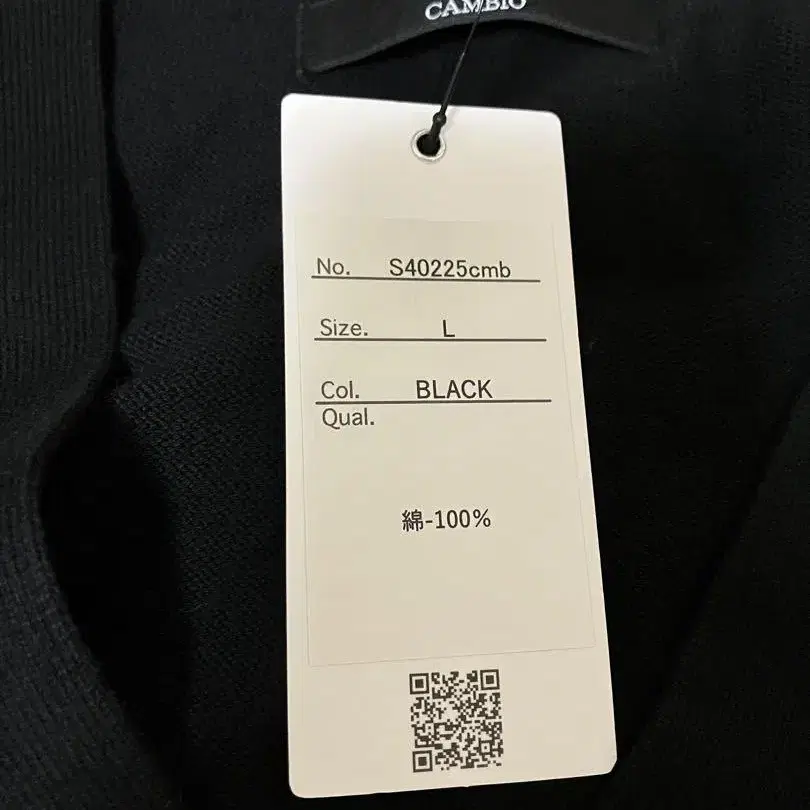 CAMBIO
No. S40225cmb
Size. L
Col. BLACK
Qual.
綿-100%